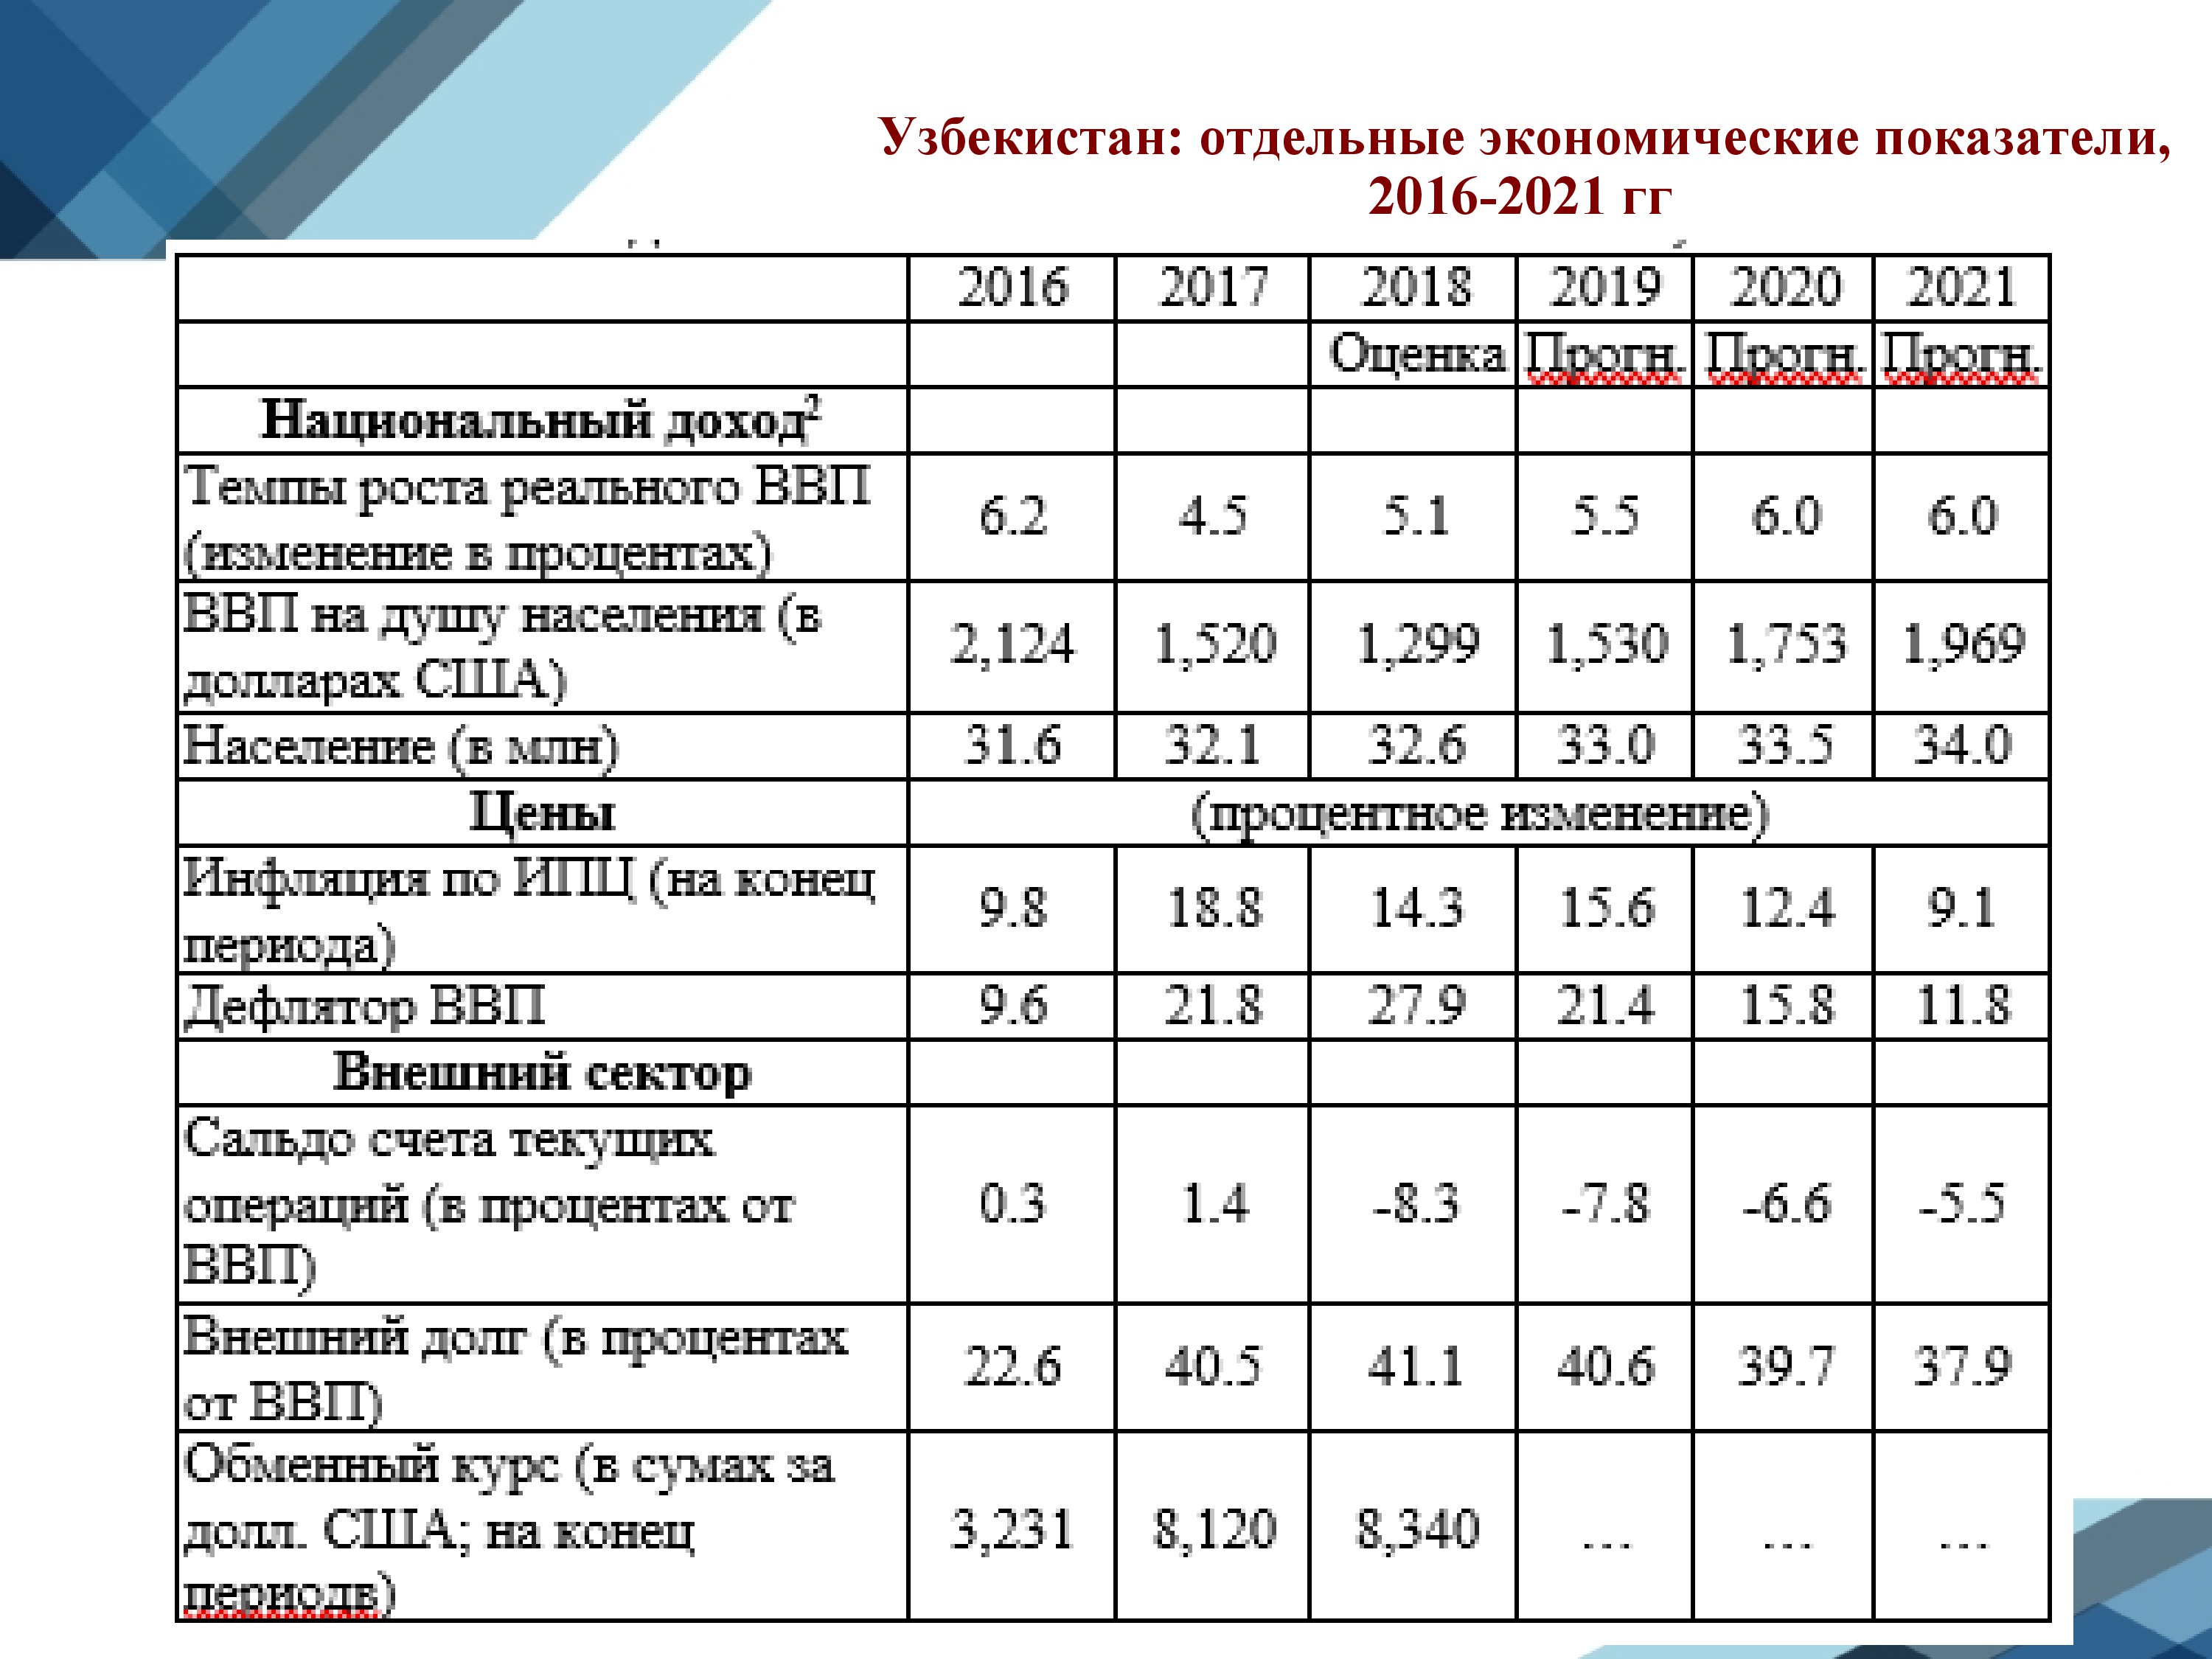 Узбекистан: отдельные экономические показатели,
2016-2021 гг
2016 2017 2018 2019 2020 2021
Оценка Прогн. Прогн. Прогн.
Национальный доход²
Темпы роста реального ВВП
(изменение в процентах) 6.2 4.5 5.1 5.5 6.0 6.0
ВВП на душу населения (в
долларах США) 2,124 1,520 1,299 1,530 1,753 1,969
Население (в млн) 31.6 32.1 32.6 33.0 33.5 34.0
Цены (процентное изменение)
Инфляция по ИПЦ (на конец
периода) 9.8 18.8 14.3 15.6 12.4 9.1
Дефлятор ВВП 9.6 21.8 27.9 21.4 15.8 11.8
Внешний сектор
Сальдо счета текущих
операций (в процентах от 0.3 1.4 -8.3 -7.8 -6.6 -5.5
ВВП)
Внешний долг (в процентах
от ВВП) 22.6 40.5 41.1 40.6 39.7 37.9
Обменный курс (в сумах за
долл. США; на конец 3,231 8,120 8,340 ... ... ...
периодв)